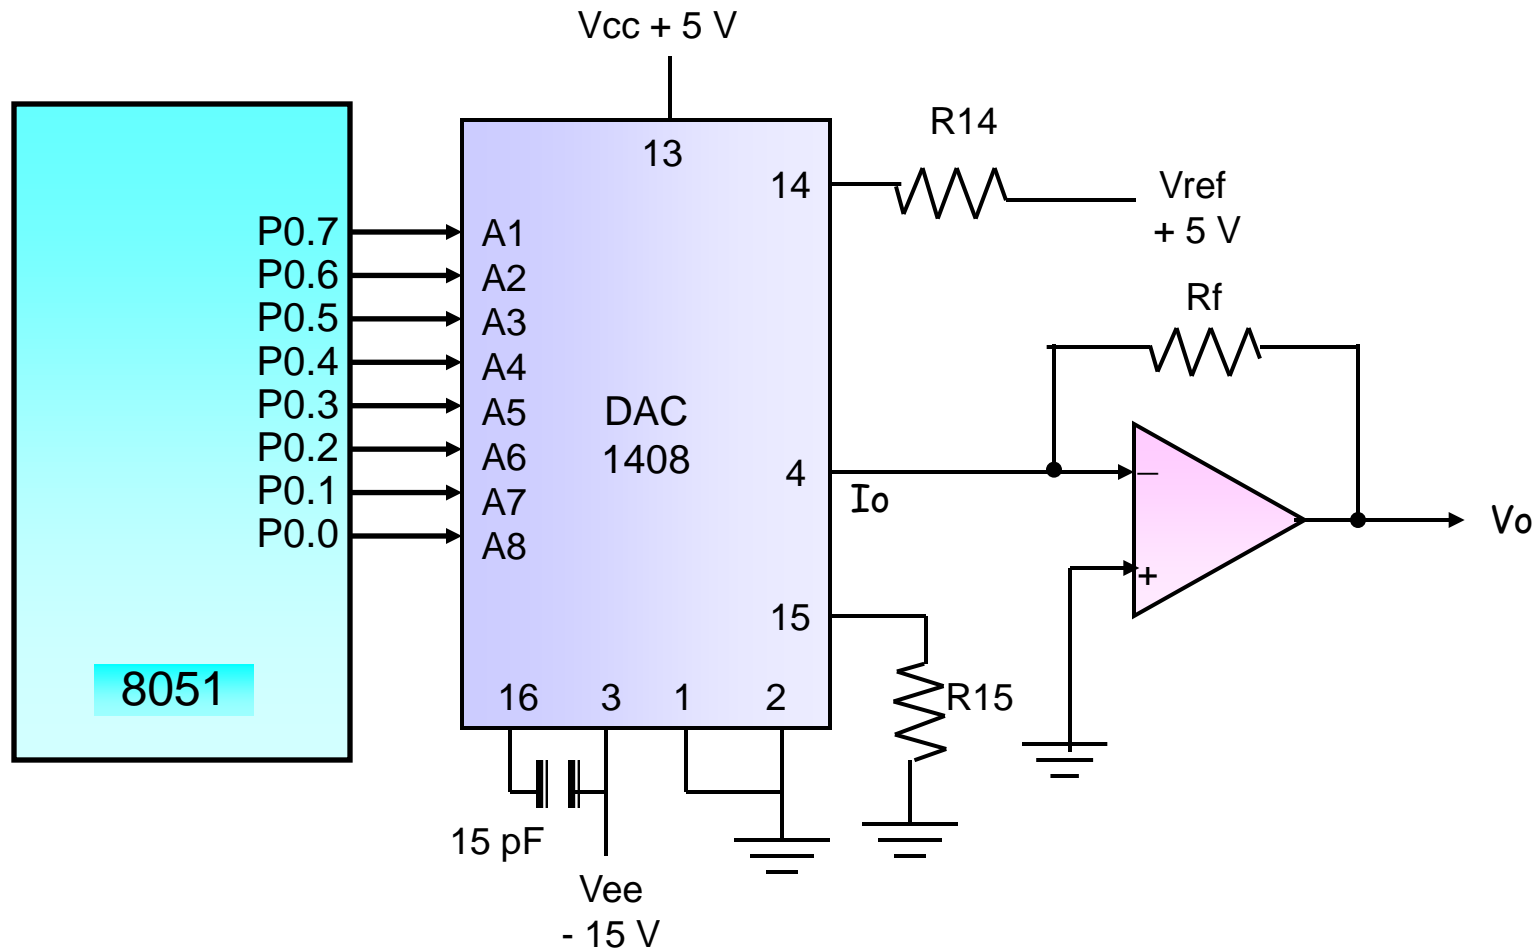 Vcc + 5 V
R14
13
14
Vref
+ 5 V
P0.7
A1
P0.6
A2
P0.5
A3
P0.4
A4
P0.3
A5
P0.2
A6
P0.1
A7
P0.0
A8
Rf
DAC
1408
4
Io
–
+
Vo
15
R15
8051
16
3
1
2
15 pF
Vee
- 15 V